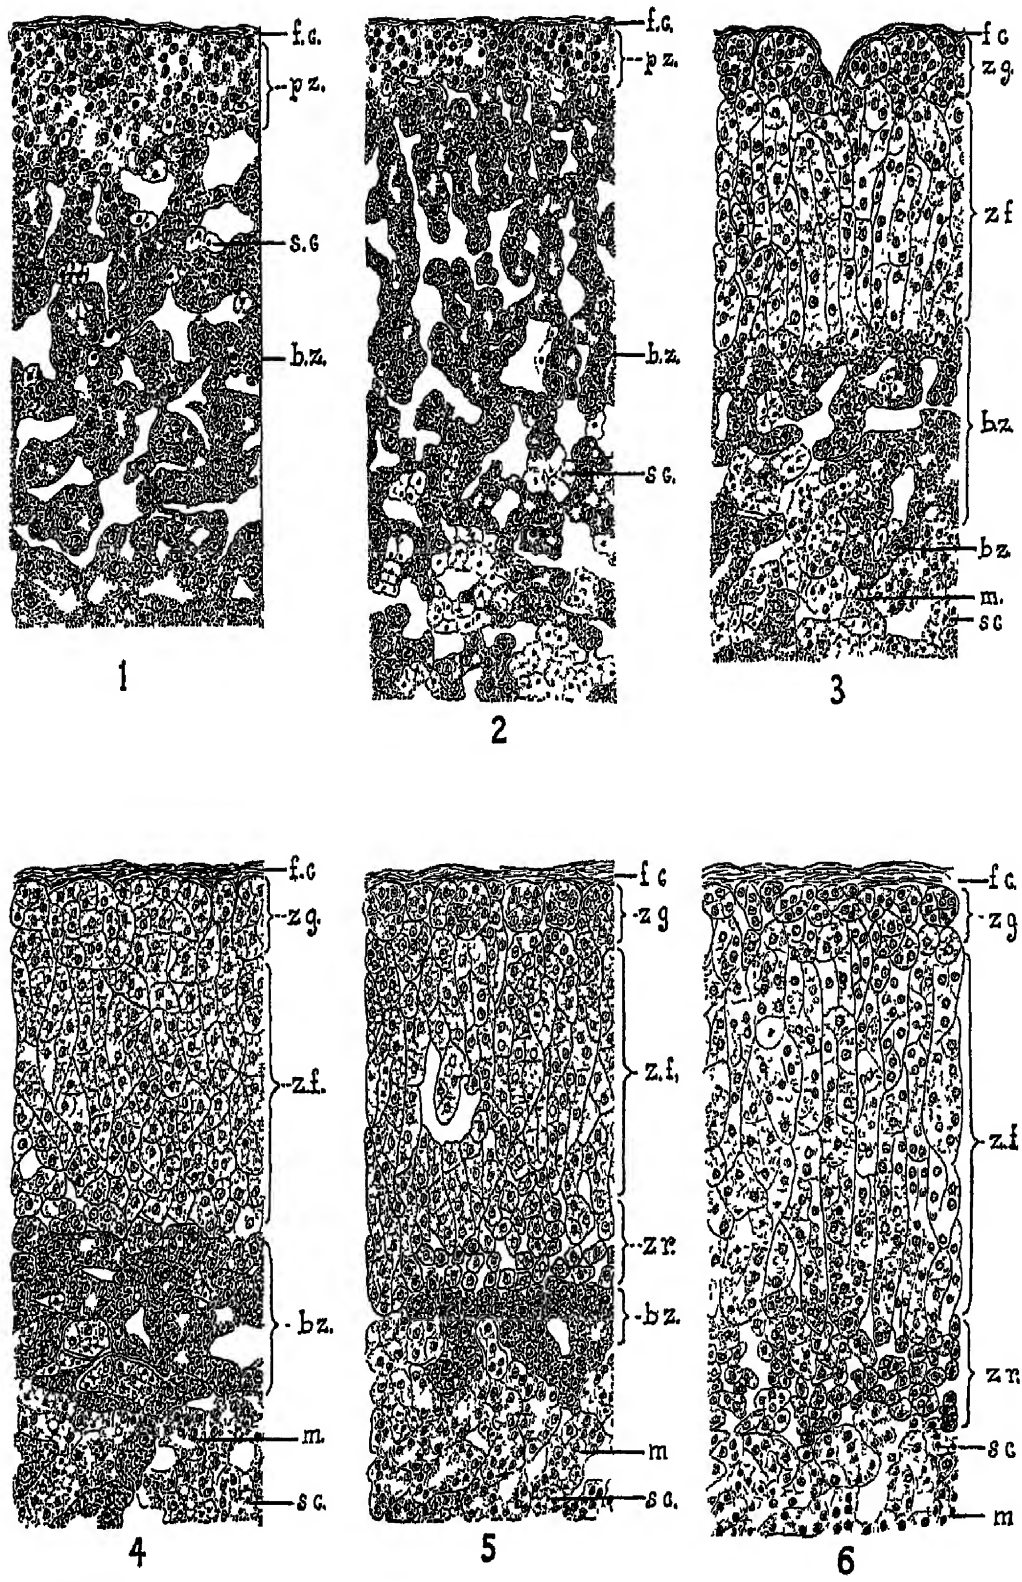 f.c.
p z.
s.c
b.z.
1
f.c.
p z.
b.z.
s c.
2
f c
z g.
z f
b.z
b z
m.
s c
3
f.c
z g.
z.f.
b z.
m.
s c.
4
f c
z g
z.f.
z r.
b z.
m
s c.
5
f c.
z g
z.f
z r.
s c
m
6